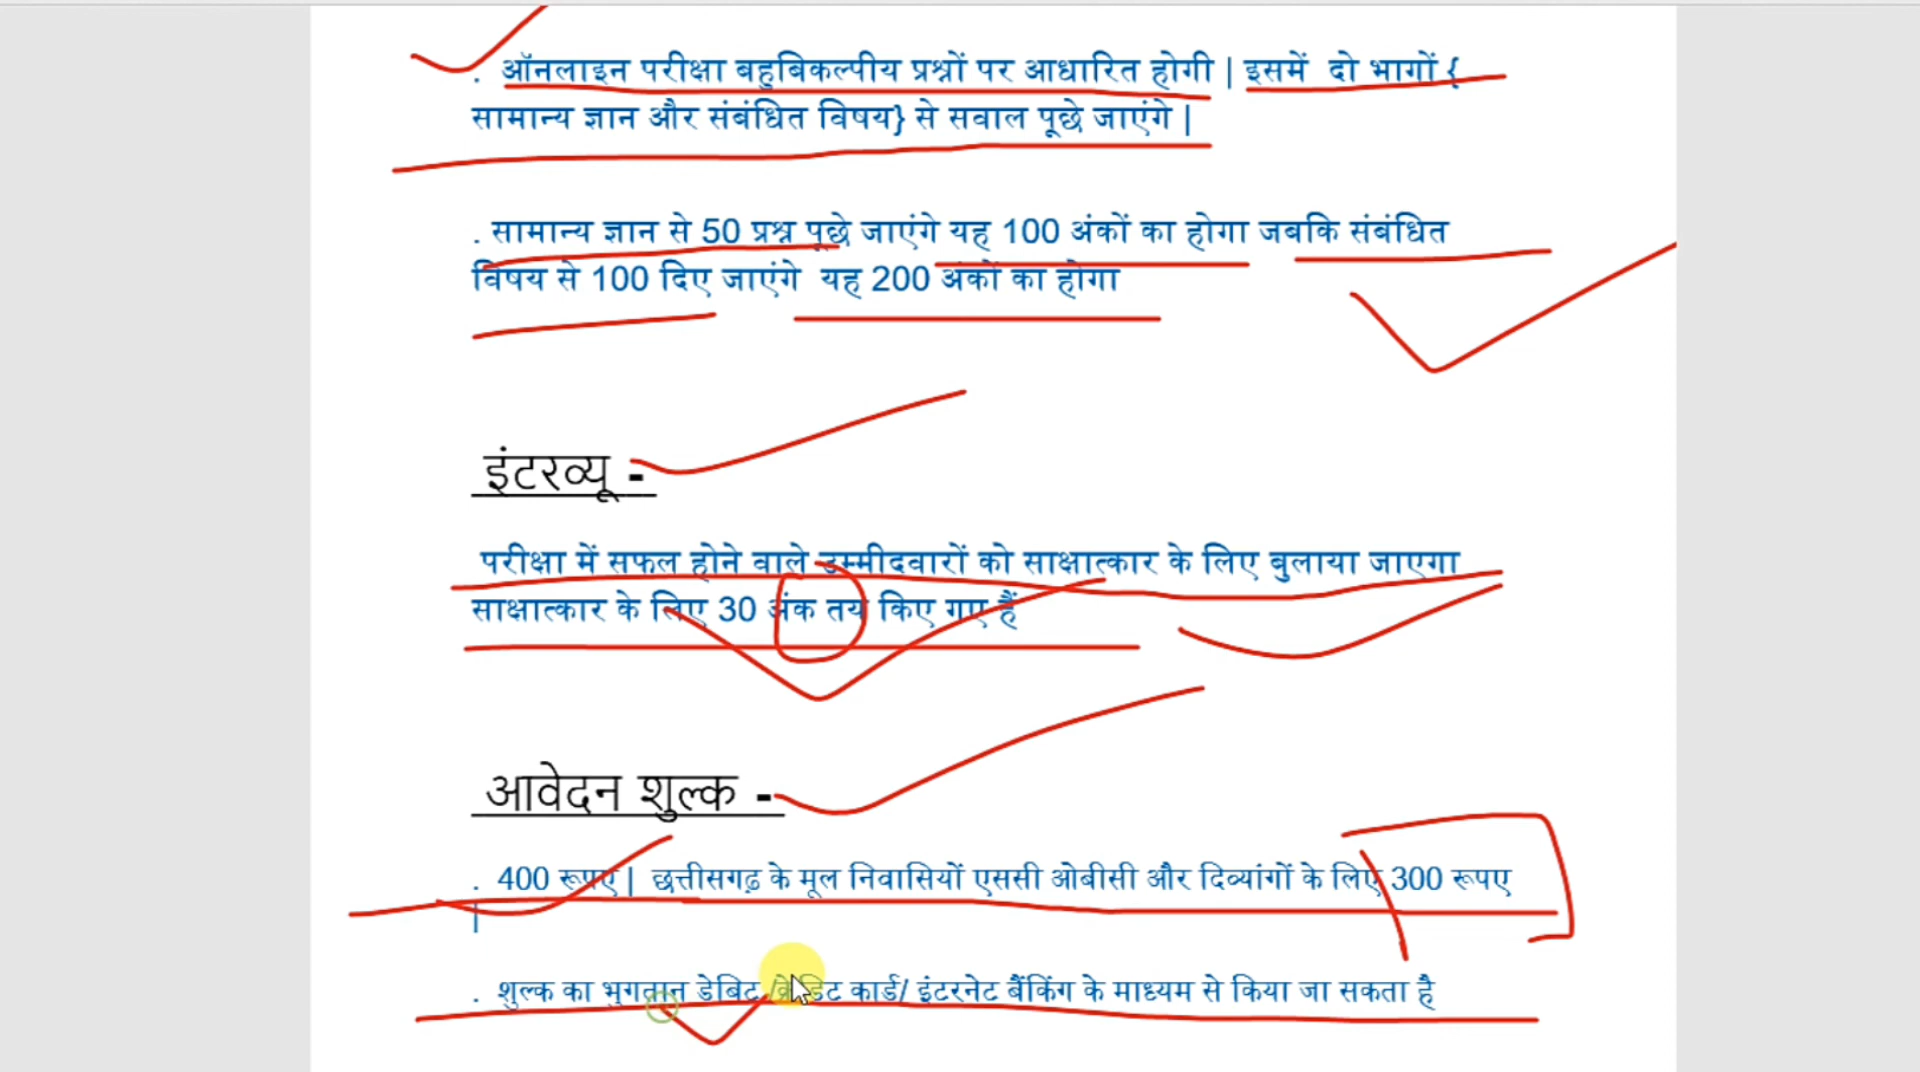 . ऑनलाइन परीक्षा बहुबिकल्पीय प्रश्नों पर आधारित होगी | इसमें दो भागों {
सामान्य ज्ञान और संबंधित विषय} से सवाल पूछे जाएंगे |
. सामान्य ज्ञान से 50 प्रश्न पूछे जाएंगे यह 100 अंकों का होगा जबकि संबंधित
विषय से 100 दिए जाएंगे यह 200 अंकों का होगा
इंटरव्यू -
परीक्षा में सफल होने वाले उम्मीदवारों को साक्षात्कार के लिए बुलाया जाएगा
साक्षात्कार के लिए 30 अंक तय किए गए हैं
आवेदन शुल्क -
. 400 रूपए | छत्तीसगढ़ के मूल निवासियों एससी ओबीसी और दिव्यांगों के लिए 300 रूपए
|
. शुल्क का भुगतान डेबिट /क्रेडिट कार्ड/ इंटरनेट बैंकिंग के माध्यम से किया जा सकता है